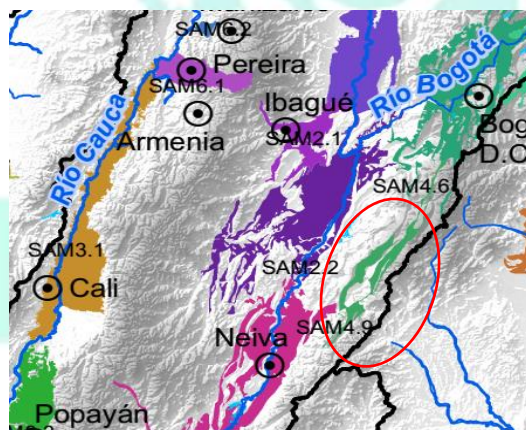 SAM6.2
SAM6.1
Pereira
Armenia
Ibagué
SAM2.1
Río Bogotá
Bog
D.C
Río Cauca
SAM4.6
SAM3.1
Cali
SAM2.2
SAM4.9
Neiva
Popayán